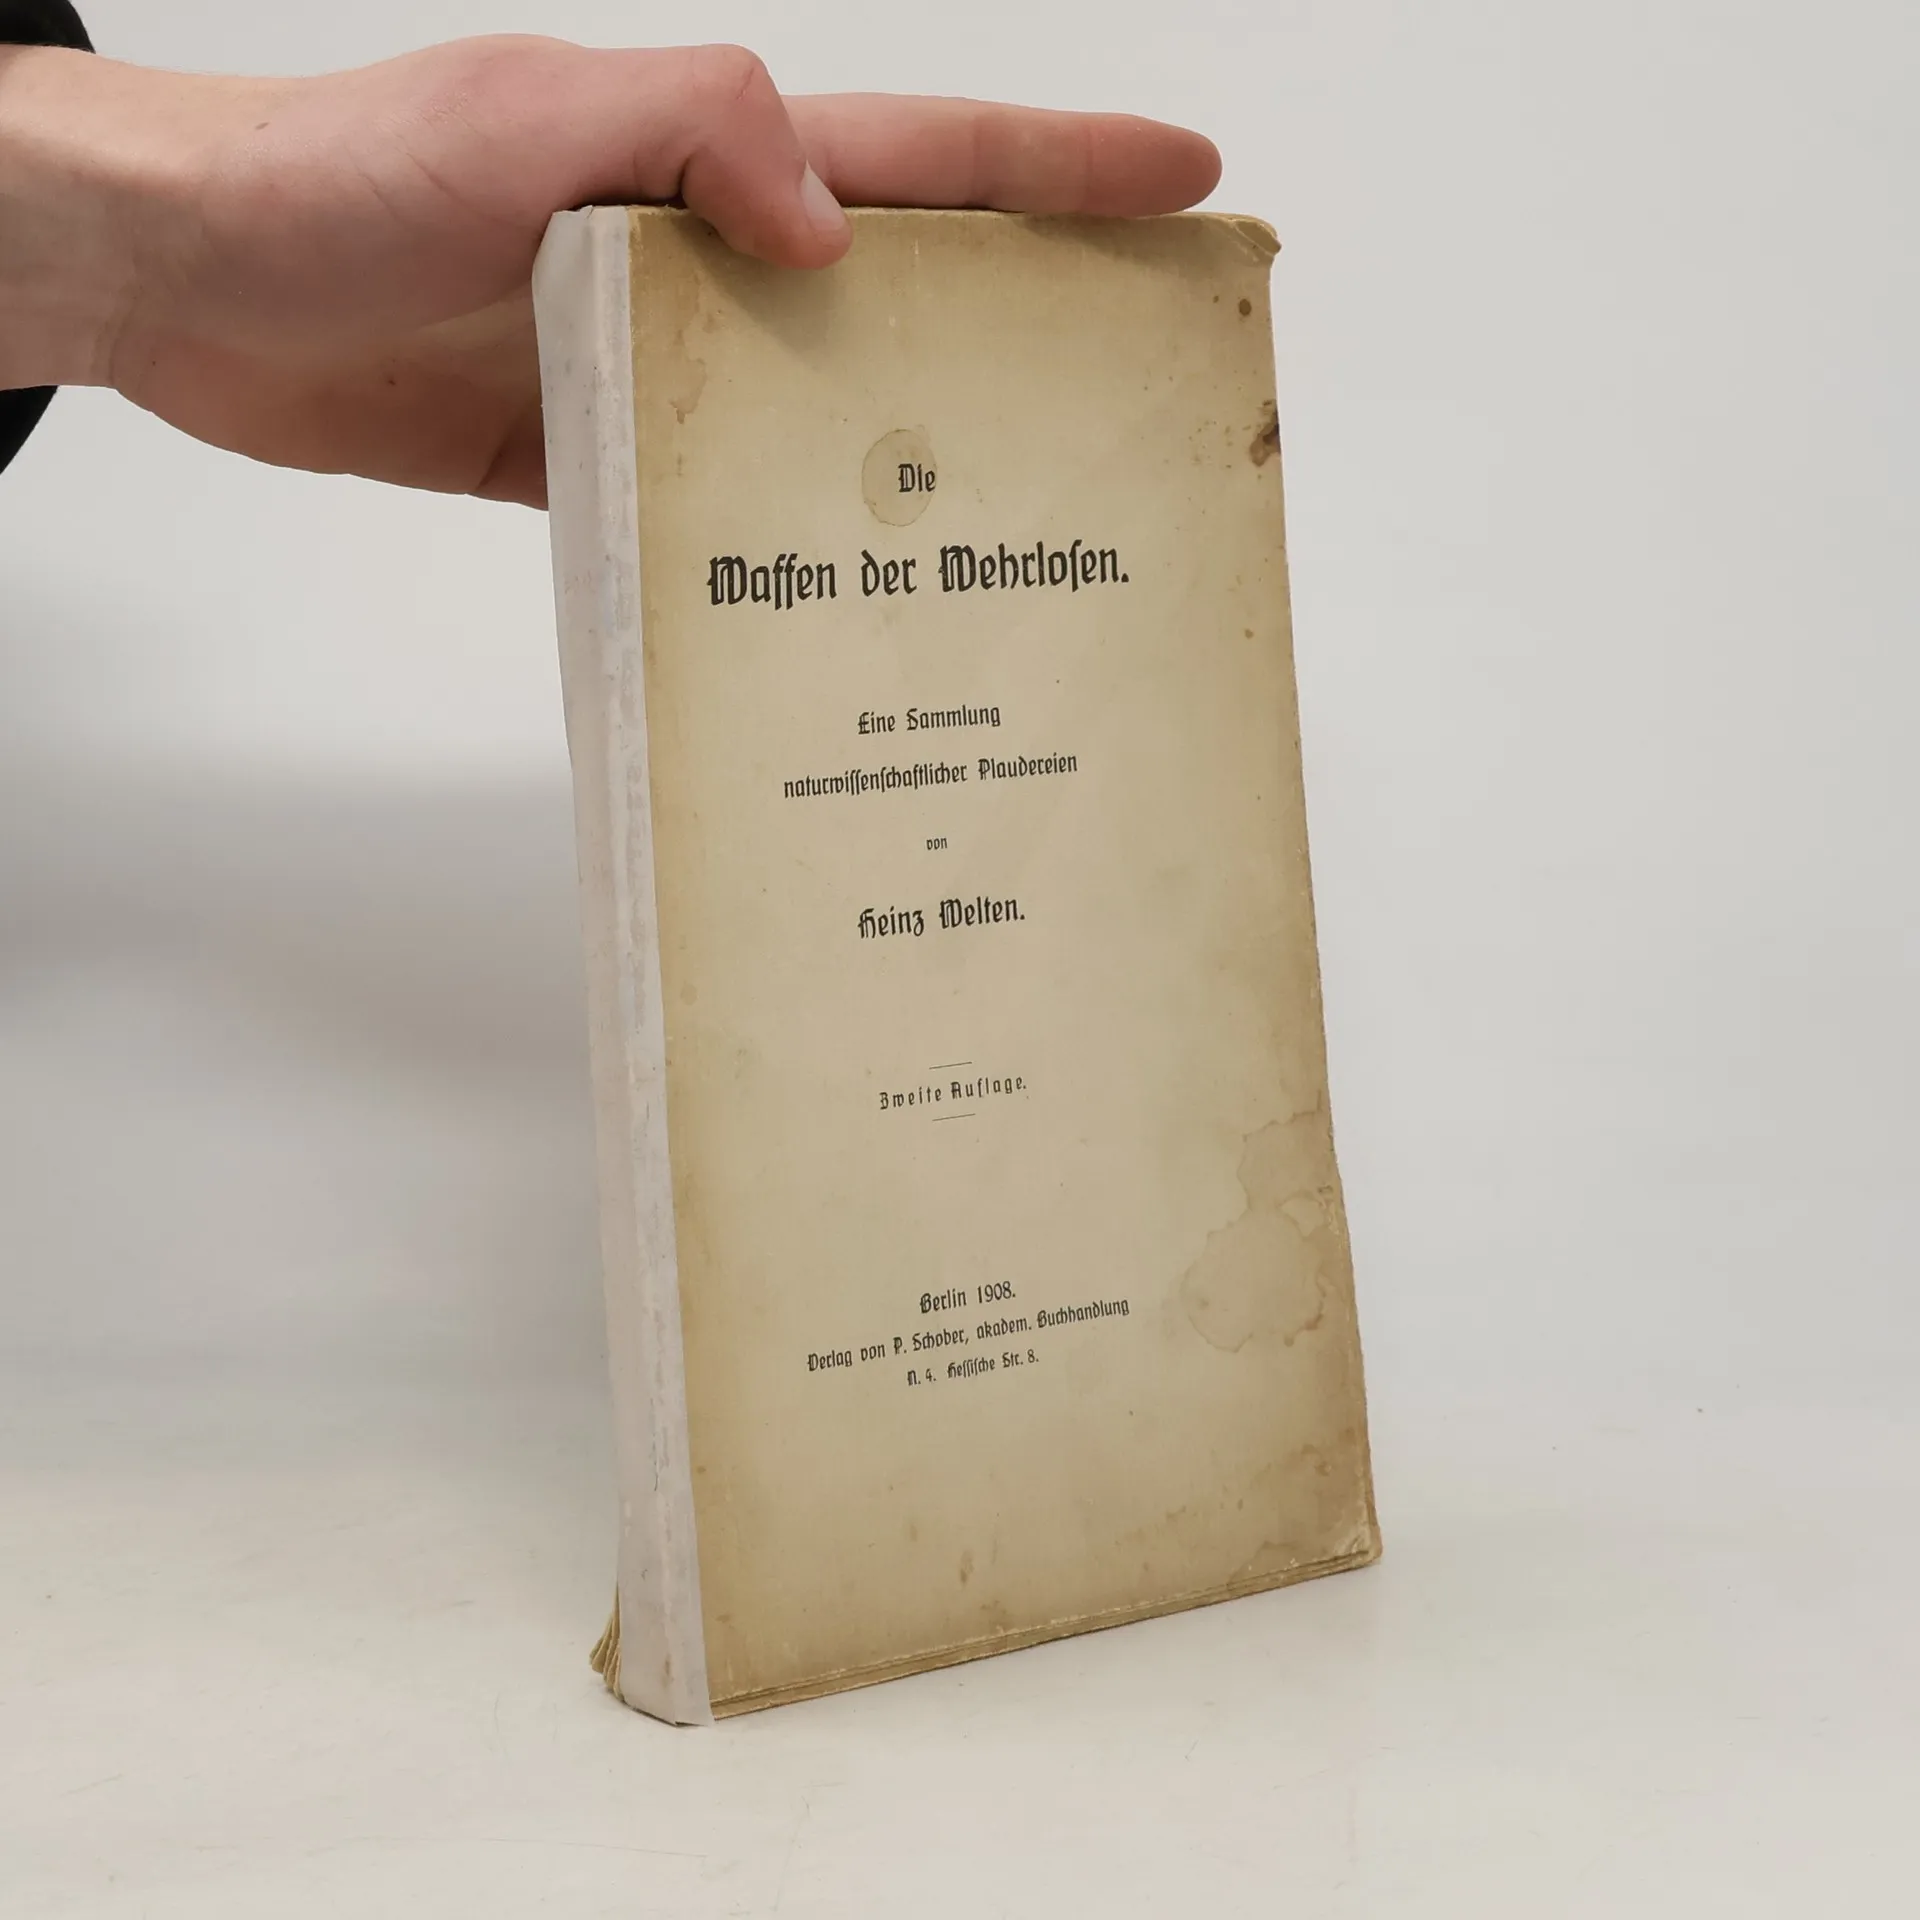 Die
Waffen der Wehrloſen.
Eine Sammlung
naturwiſſenſchaftlicher Plaudereien
von
Heinz Welten.
Zweite Auflage.
Berlin 1908.
Verlag von P. Schober, akadem. Buchhandlung
N. 4. Heſſiſche Str. 8.